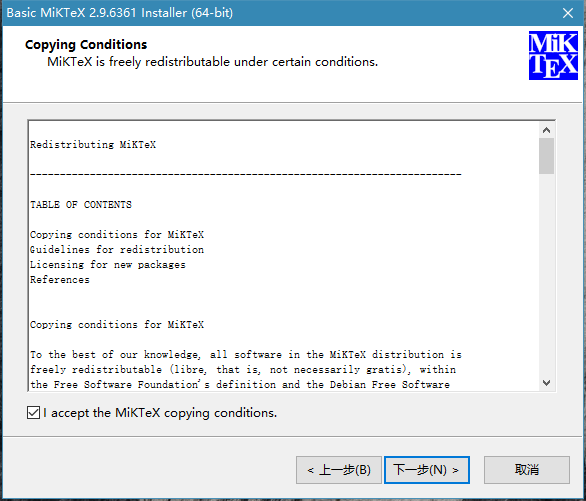 Basic MiKTeX 2.9.6361 Installer (64-bit)
Copying Conditions
MiKTeX is freely redistributable under certain conditions.
MiK
TEX
Redistributing MiKTeX
------------------------------------------------------------------------
TABLE OF CONTENTS
Copying conditions for MiKTeX
Guidelines for redistribution
Licensing for new packages
References
Copying conditions for MiKTeX
To the best of our knowledge, all software in the MiKTeX distribution is
freely redistributable (libre, that is, not necessarily gratis), within
the Free Software Foundation's definition and the Debian Free Software
I accept the MiKTeX copying conditions.
< 上一步(B) 下一步(N) > 取消